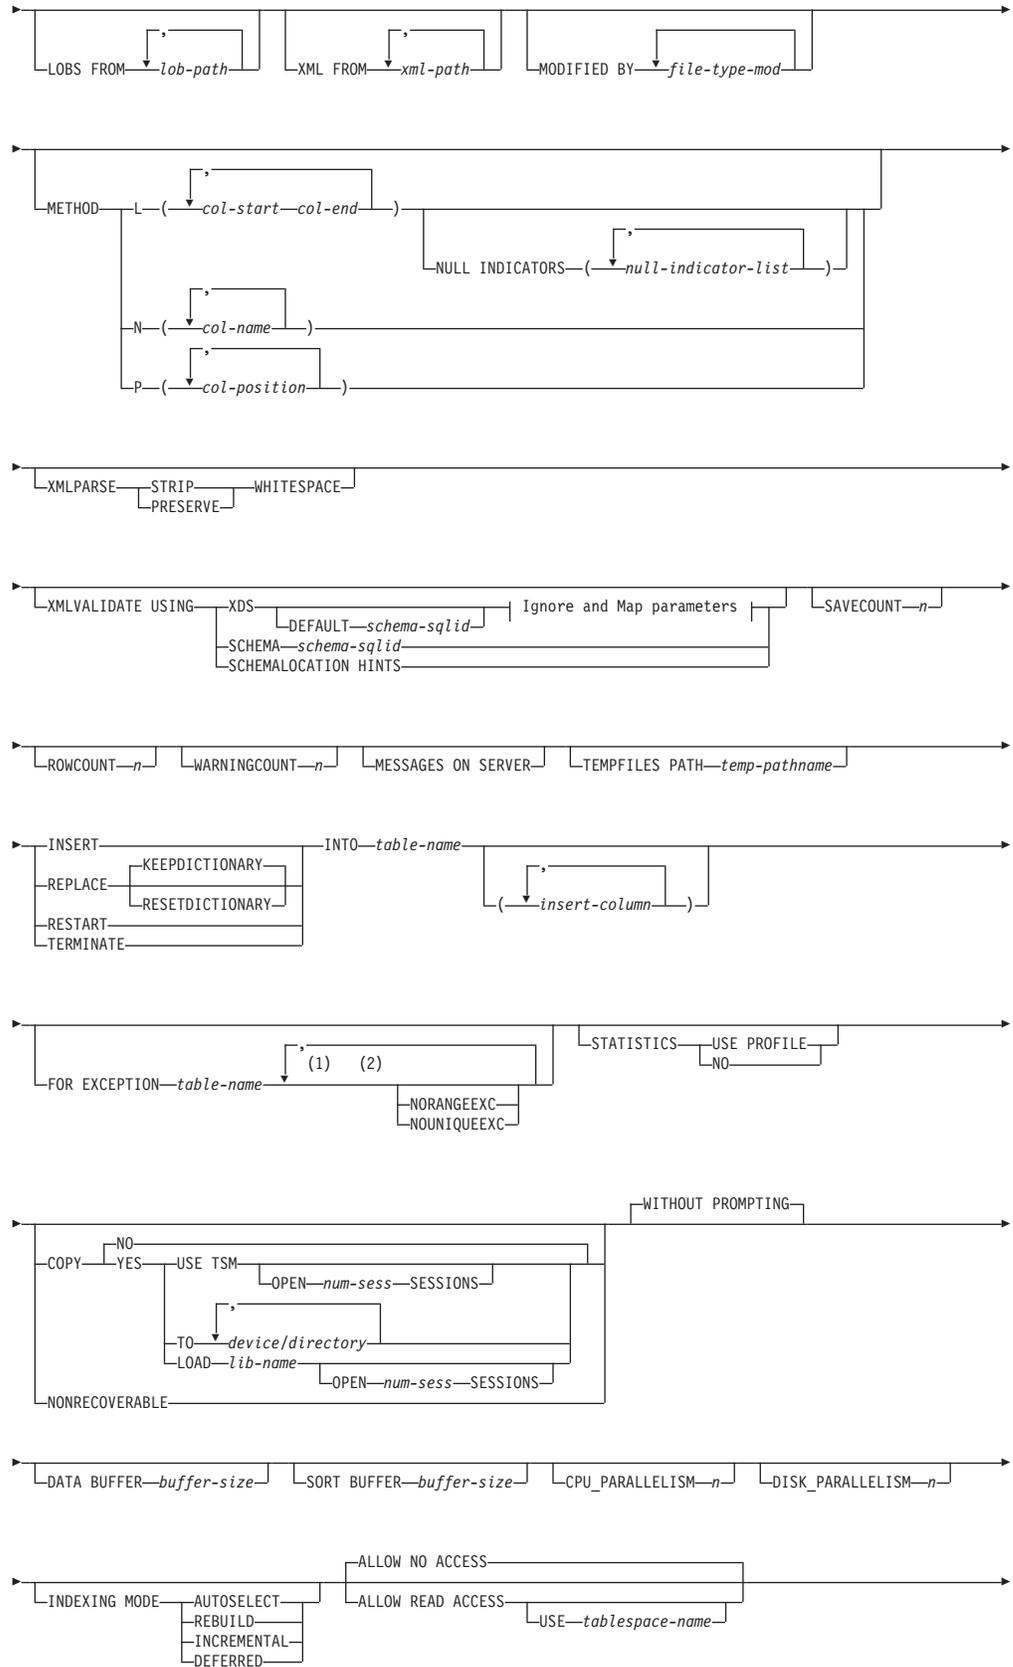 , , 
LOBS FROM lob-path XML FROM xml-path MODIFIED BY file-type-mod
,
METHOD L ( col-start col-end )
,
NULL INDICATORS ( null-indicator-list )
,
N ( col-name )
,
P ( col-position )
XMLPARSE STRIP WHITESPACE
PRESERVE
XMLVALIDATE USING XDS Ignore and Map parameters SAVECOUNT n
DEFAULT schema-sqlid
SCHEMA schema-sqlid
SCHEMALOCATION HINTS
ROWCOUNT n WARNINGCOUNT n MESSAGES ON SERVER TEMPFILES PATH temp-pathname
INSERT INTO table-name
KEEPDICTIONARY ,
REPLACE
RESETDICTIONARY ( insert-column )
RESTART
TERMINATE
, STATISTICS USE PROFILE
(1) (2) NO
FOR EXCEPTION table-name
NORANGEEXC
NOUNIQUEEXC
WITHOUT PROMPTING
NO
COPY YES USE TSM
OPEN num-sess SESSIONS
,
TO device/directory
LOAD lib-name
OPEN num-sess SESSIONS
NONRECOVERABLE
DATA BUFFER buffer-size SORT BUFFER buffer-size CPU_PARALLELISM n DISK_PARALLELISM n
ALLOW NO ACCESS
INDEXING MODE AUTOSELECT ALLOW READ ACCESS
REBUILD USE tablespace-name
INCREMENTAL
DEFERRED